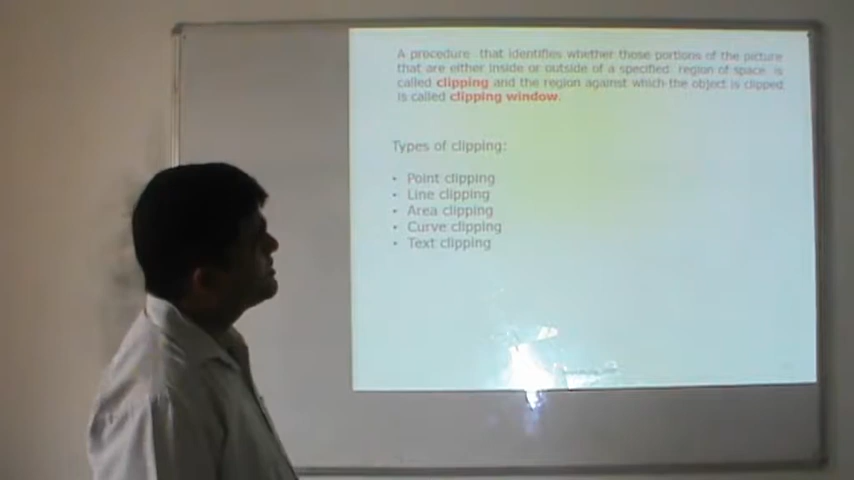 A procedure that identifies whether those portions of the picture
that are either inside or outside of a specified region of space is
called clipping and the region against which the object is clipped
is called clipping window.
Types of clipping:
• Point clipping
• Line clipping
• Area clipping
• Curve clipping
• Text clipping